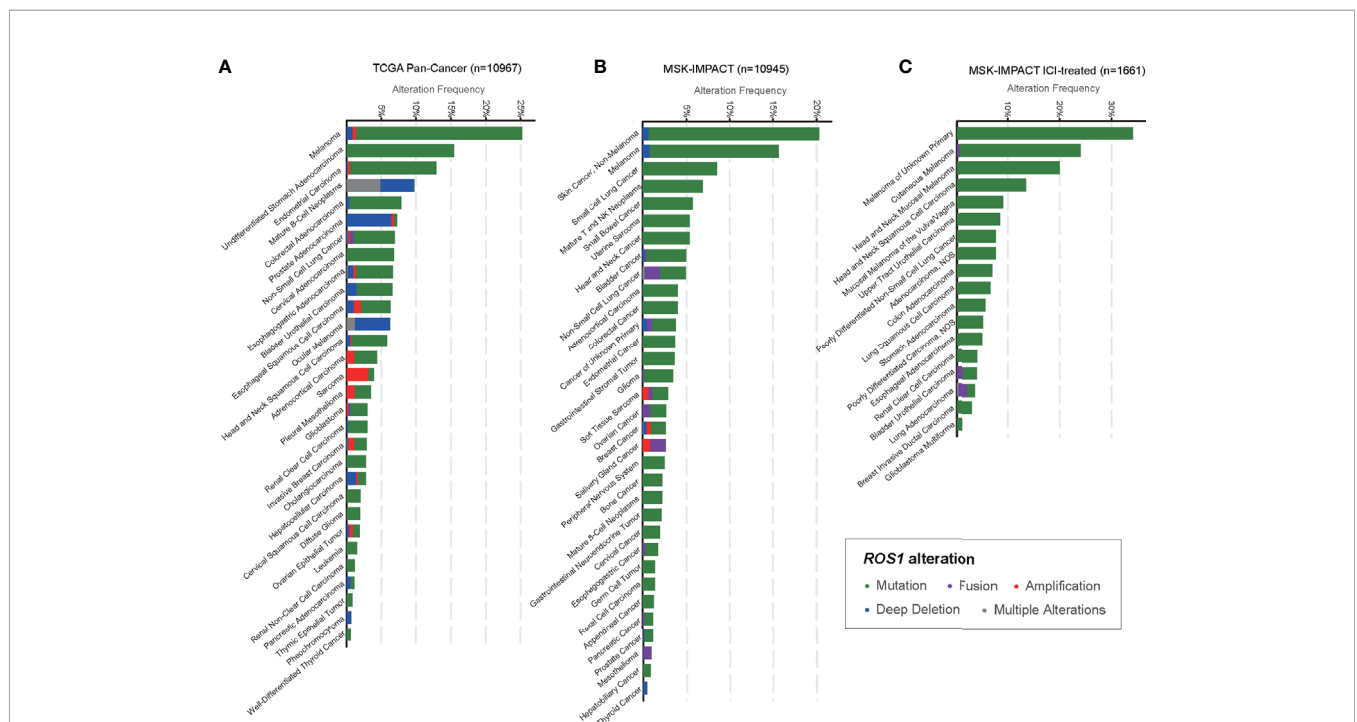 A
TCGA Pan-Cancer (n=10967)
Alteration Frequency
5%
10%
15%
20%
25%
Melanoma
Undifferentiated Stomach Adenocarcinoma
Endometrial Carcinoma
Mature B-Cell Neoplasms
Colorectal Adenocarcinoma
Prostate Adenocarcinoma
Non-Small Cell Lung Cancer
Cervical Adenocarcinoma
Esophagogastric Adenocarcinoma
Bladder Urothelial Carcinoma
Esophageal Squamous Cell Carcinoma
Ocular Melanoma
Head and Neck Squamous Cell Carcinoma
Adrenocortical Carcinoma
Sarcoma
Pleural Mesothelioma
Glioblastoma
Renal Clear Cell Carcinoma
Invasive Breast Carcinoma
Cholangiocarcinoma
Hepatocellular Carcinoma
Cervical Squamous Cell Carcinoma
Diffuse Glioma
Ovarian Epithelial Tumor
Leukemia
Renal Non-Clear Cell Carcinoma
Pancreatic Adenocarcinoma
Thymic Epithelial Tumor
Pheochromocytoma
Well-Differentiated Thyroid Cancer
B
MSK-IMPACT (n=10945)
Alteration Frequency
5%
10%
15%
20%
Skin Cancer, Non-Melanoma
Melanoma
Small Cell Lung Cancer
Mature T and NK Neoplasms
Small Bowel Cancer
Uterine Sarcoma
Head and Neck Cancer
Bladder Cancer
Non-Small Cell Lung Cancer
Adrenocortical Carcinoma
Colorectal Cancer
Cancer of Unknown Primary
Endometrial Cancer
Gastrointestinal Stromal Tumor
Glioma
Soft Tissue Sarcoma
Ovarian Cancer
Breast Cancer
Salivary Gland Cancer
Peripheral Nervous System
Bone Cancer
Mature B-Cell Neoplasms
Gastrointestinal Neuroendocrine Tumor
Cervical Cancer
Esophagogastric Cancer
Germ Cell Tumor
Renal Cell Carcinoma
Appendiceal Cancer
Pancreatic Cancer
Prostate Cancer
Mesothelioma
Hepatobiliary Cancer
Thyroid Cancer
C
MSK-IMPACT ICI-treated (n=1661)
Alteration Frequency
10%
20%
30%
Melanoma of Unknown Primary
Cutaneous Melanoma
Head and Neck Mucosal Melanoma
Head and Neck Squamous Cell Carcinoma
Mucosal Melanoma of the Vulva/Vagina
Upper Tract Urothelial Carcinoma
Poorly Differentiated Non-Small Cell Lung Cancer
Adenocarcinoma, NOS
Colon Adenocarcinoma
Lung Squamous Cell Carcinoma
Stomach Adenocarcinoma
Poorly Differentiated Carcinoma, NOS
Esophageal Adenocarcinoma
Renal Clear Cell Carcinoma
Bladder Urothelial Carcinoma
Lung Adenocarcinoma
Breast Invasive Ductal Carcinoma
Glioblastoma Multiforme
ROS1 alteration
Mutation
Fusion
Amplification
Deep Deletion
Multiple Alterations